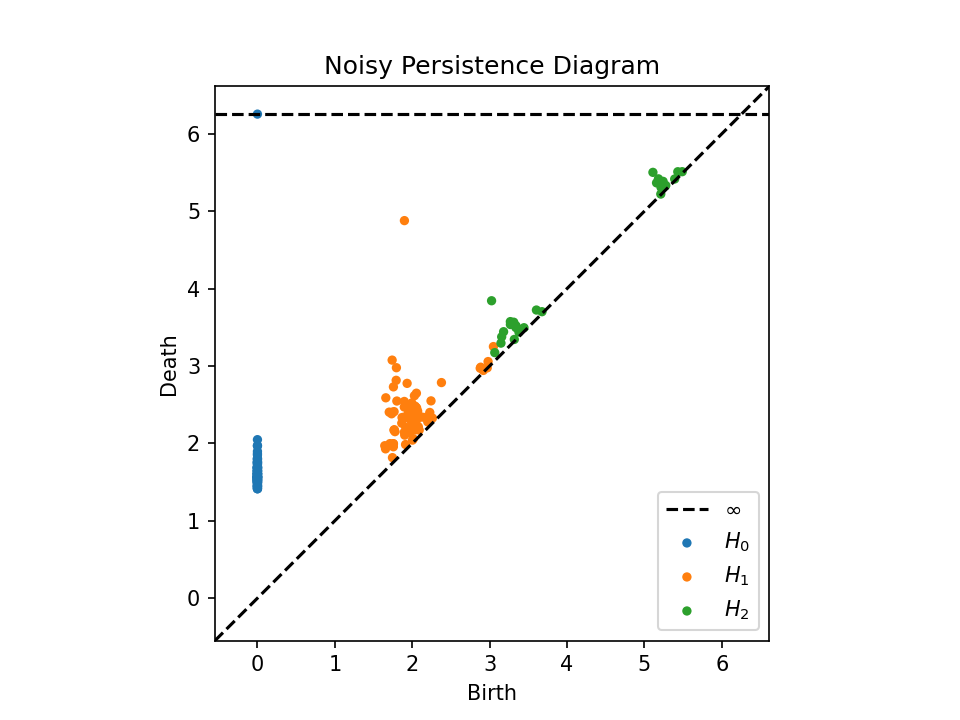 Noisy Persistence Diagram
Death
6
5
4
3
2
1
0
0 1 2 3 4 5 6
Birth
∞
H₀
H₁
H₂